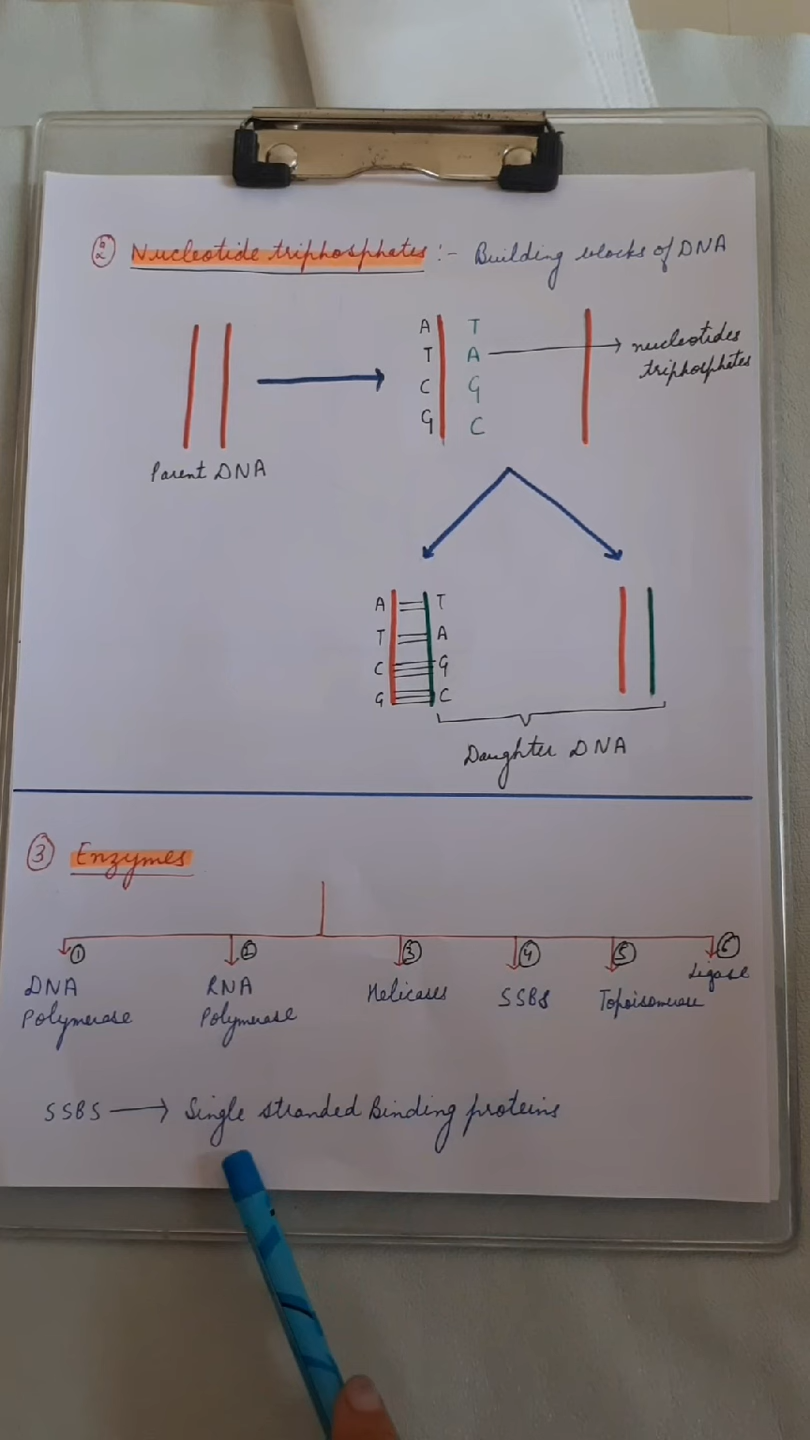 2 Nucleotide triphosphates :- Building blocks of DNA
A T
T A → nucleotides triphosphates
C G
G C
Parent DNA
A T
T A
C G
G C
Daughter DNA
3 Enzymes
1 2 3 4 5 6
DNA Polymerase
RNA Polymerase
Helicases
SSBS
Topoisomerase
Ligase
SSBS → Single stranded Binding proteins